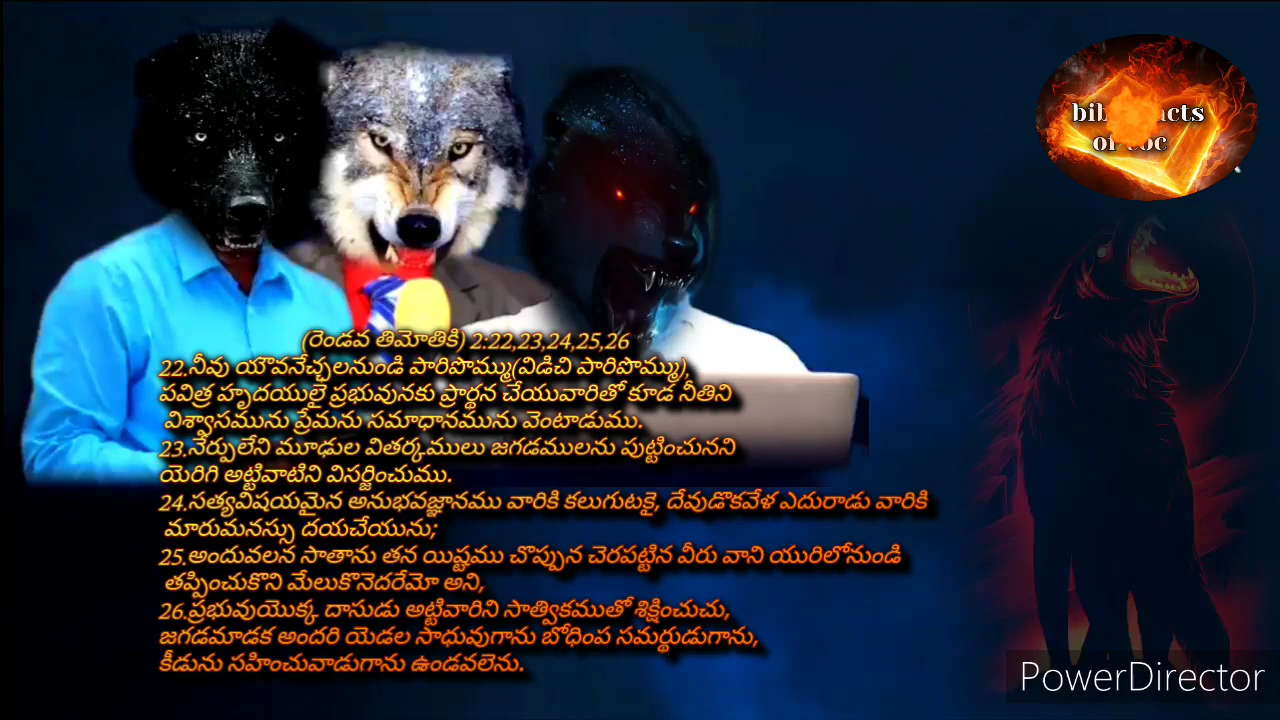 (రెండవ తిమోతికి) 2:22,23,24,25,26
22.నీవు యౌవనేచ్ఛలనుండి పారిపొమ్ము(విడిచి పారిపొమ్ము),
పవిత్ర హృదయులై ప్రభువునకు ప్రార్థన చేయువారితో కూడ నీతిని
విశ్వాసమును ప్రేమను సమాధానమును వెంటాడుము.
23.నేర్పులేని మూఢుల వితర్కములు జగడములను పుట్టించునని
యెరిగి అట్టివాటిని విసర్జించుము.
24.సత్యవిషయమైన అనుభవజ్ఞానము వారికి కలుగుటకై, దేవుడొకవేళ ఎదురాడు వారికి
మారుమనస్సు దయచేయును;
25.అందువలన సాతాను తన యిష్టము చొప్పున చెరపట్టిన వీరు వాని యురిలోనుండి
తప్పించుకొని మేలుకొనెదరేమో అని,
26.ప్రభువుయొక్క దాసుడు అట్టివారిని సాత్వికముతో శిక్షించుచు,
జగడమాడక అందరి యెడల సాధువుగాను బోధింప సమర్థుడుగాను,
కీడును సహించువాడుగాను ఉండవలెను.
PowerDirector